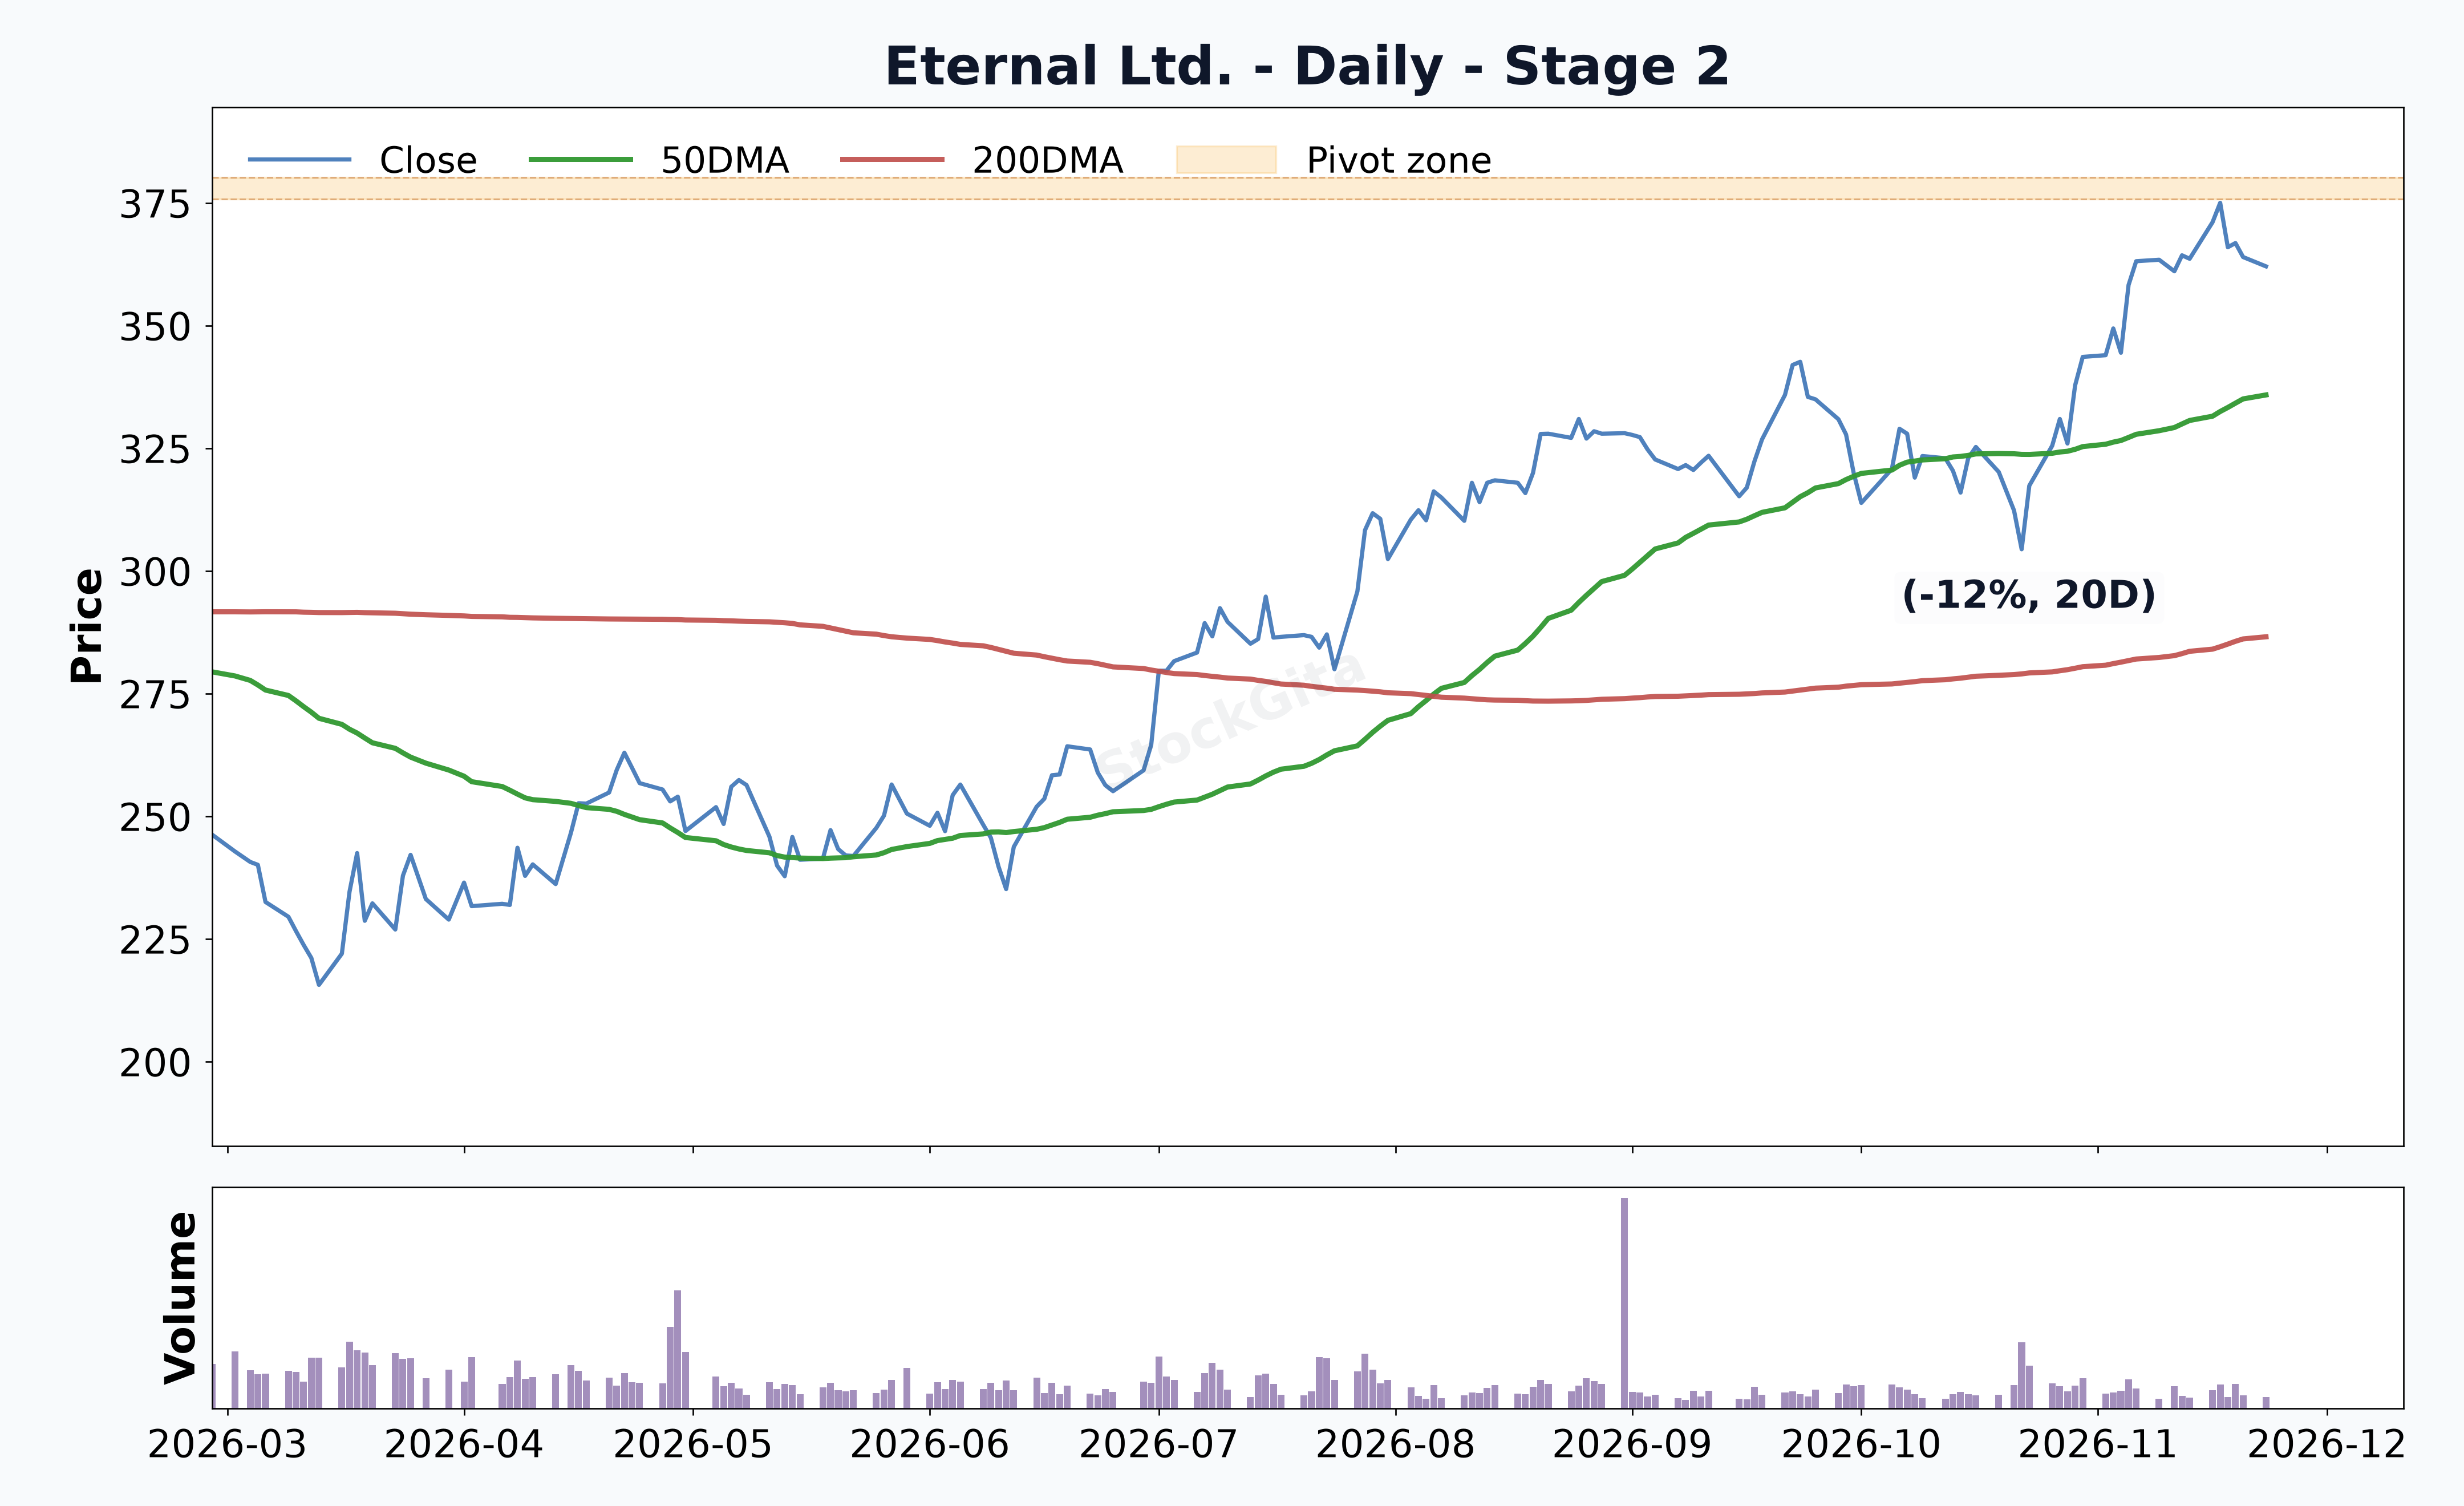 Eternal Ltd. - Daily - Stage 2
Close 50DMA 200DMA Pivot zone
Price
375
350
325
300
275
250
225
200
(-12%, 20D)
StockGita
Volume
2026-03 2026-04 2026-05 2026-06 2026-07 2026-08 2026-09 2026-10 2026-11 2026-12